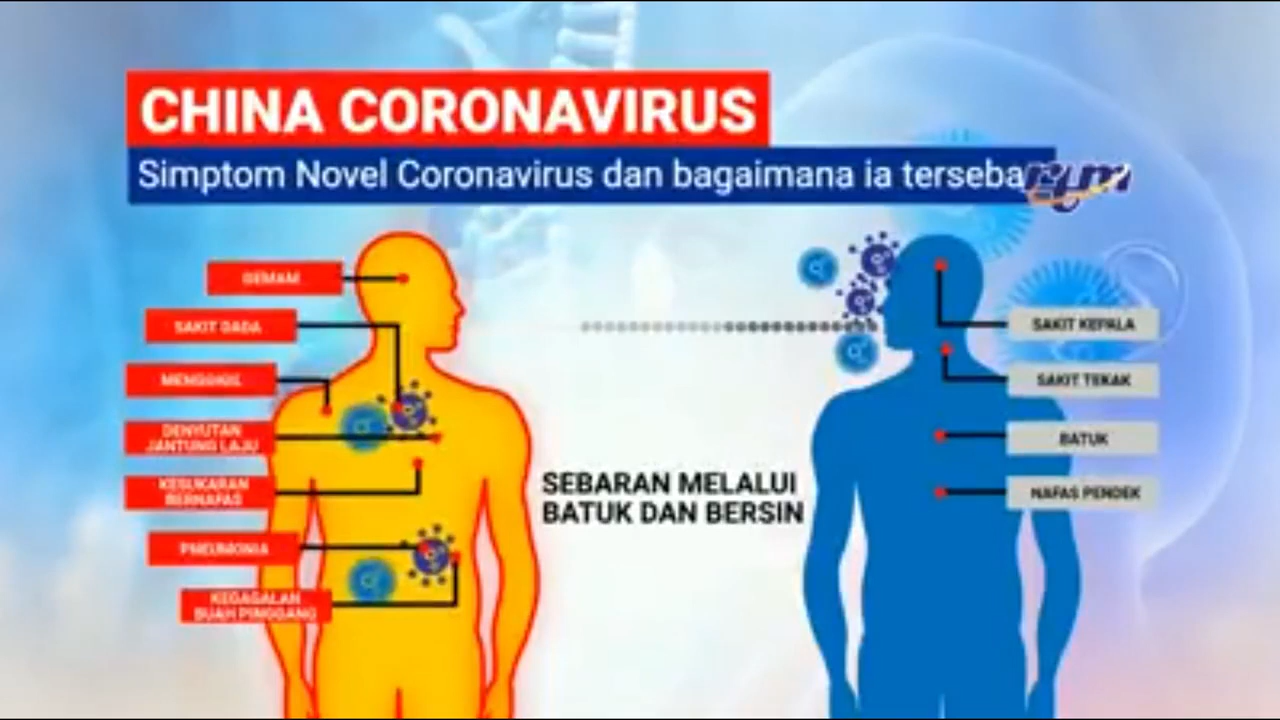 CHINA CORONAVIRUS
Simptom Novel Coronavirus dan bagaimana ia terseba
DEMAM
SAKIT DADA
MENGGIGIL
DENYUTAN
JANTUNG LAJU
KESUKARAN
BERNAFAS
PNEUMONIA
KEGAGALAN
BUAH PINGGANG
SEBARAN MELALUI
BATUK DAN BERSIN
SAKIT KEPALA
SAKIT TEKAK
BATUK
NAFAS PENDEK